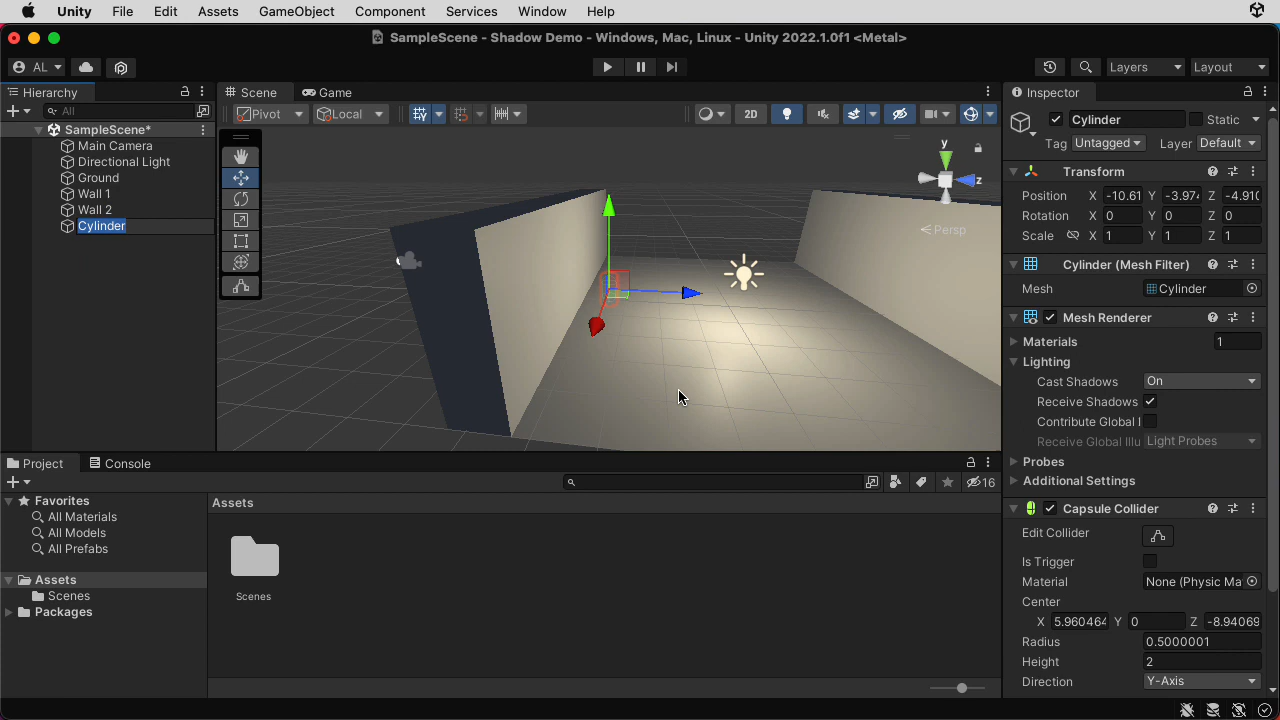 Unity File Edit Assets GameObject Component Services Window Help
SampleScene - Shadow Demo - Windows, Mac, Linux - Unity 2022.1.0f1 <Metal>
AL
Layers
Layout
Hierarchy
All
SampleScene*
Main Camera
Directional Light
Ground
Wall 1
Wall 2
Cylinder
Scene
Game
Pivot
Local
2D
y
z
Persp
Inspector
Cylinder
Static
Tag Untagged Layer Default
Transform
Position X -10.61 Y -3.974 Z -4.910
Rotation X 0 Y 0 Z 0
Scale X 1 Y 1 Z 1
Cylinder (Mesh Filter)
Mesh Cylinder
Mesh Renderer
Materials 1
Lighting
Cast Shadows On
Receive Shadows
Contribute Global I
Receive Global Illu Light Probes
Probes
Additional Settings
Capsule Collider
Edit Collider
Is Trigger
Material None (Physic Ma
Center
X 5.960464 Y 0 Z -8.94069
Radius 0.5000001
Height 2
Direction Y-Axis
Project
Console
16
Favorites
All Materials
All Models
All Prefabs
Assets
Scenes
Packages
Assets
Scenes